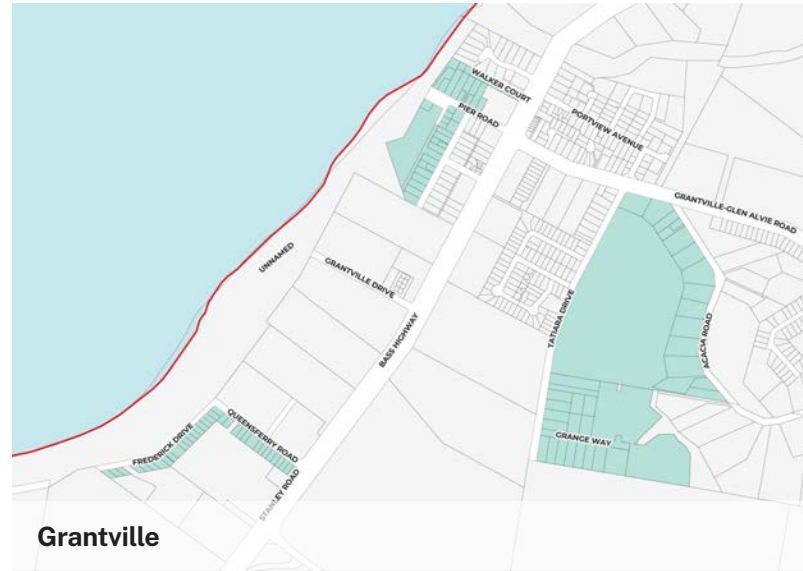 WALKER COURT
PIER ROAD
PORTVIEW AVENUE
GRANTVILLE-GLEN ALVIE ROAD
UNNAMED
GRANTVILLE DRIVE
BASS HIGHWAY
TATIARA DRIVE
ACACIA ROAD
QUEENSFERRY ROAD
FREDERICK DRIVE
GRANGE WAY
STANLEY ROAD
Grantville